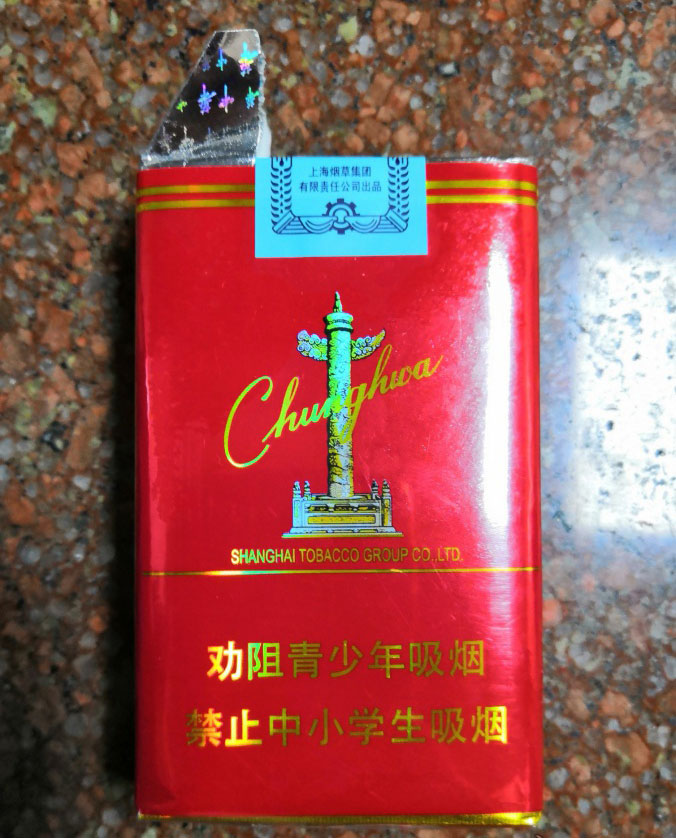 上海烟草集团
有限责任公司出品
Chunghwa
SHANGHAI TOBACCO GROUP CO.,LTD.
劝阻青少年吸烟
禁止中小学生吸烟